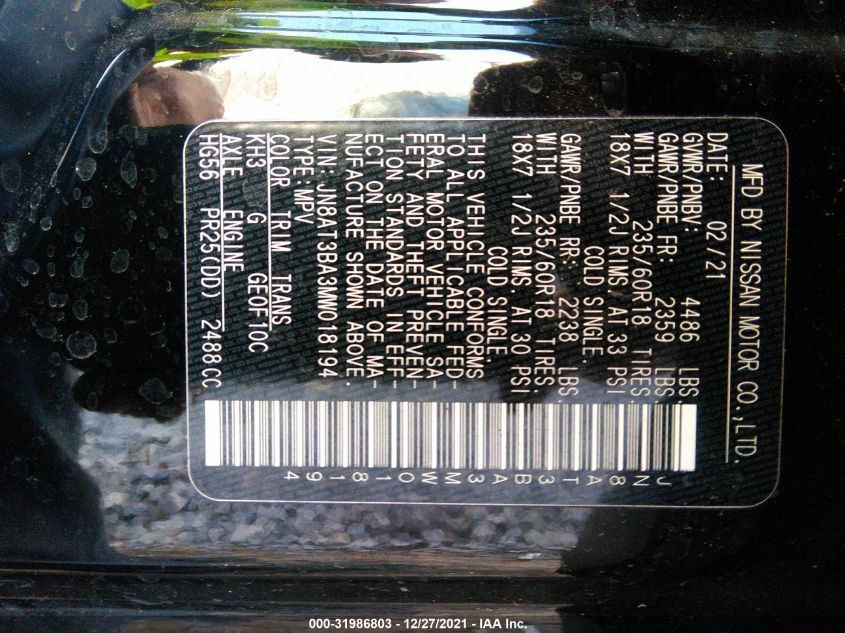 MFD BY NISSAN MOTOR CO.,LTD.
DATE: 02/21
GVWR/PNBV: 4486 LBS.
GAWR/PNBE FR: 2359 LBS.
WITH 235/60R18 TIRES,
18X7 1/2J RIMS AT 33 PSI
COLD SINGLE.
GAWR/PNBE RR: 2238 LBS.
WITH 235/60R18 TIRES,
18X7 1/2J RIMS AT 30 PSI
COLD SINGLE.
THIS VEHICLE CONFORMS
TO ALL APPLICABLE FED-
ERAL MOTOR VEHICLE SA-
FETY AND THEFT PREVEN-
TION STANDARDS IN EFF-
ECT ON THE DATE OF MA-
NUFACTURE SHOWN ABOVE.
VIN: JN8AT3BA3MW018194
TYPE: MPV
COLOR TRIM TRANS
KH3 G GE0F10C
AXLE ENGINE
HG56 PR25(DD) 2488CC
JN8AT3BA3MW018194
000-31986803 - 12/27/2021 - IAA Inc.